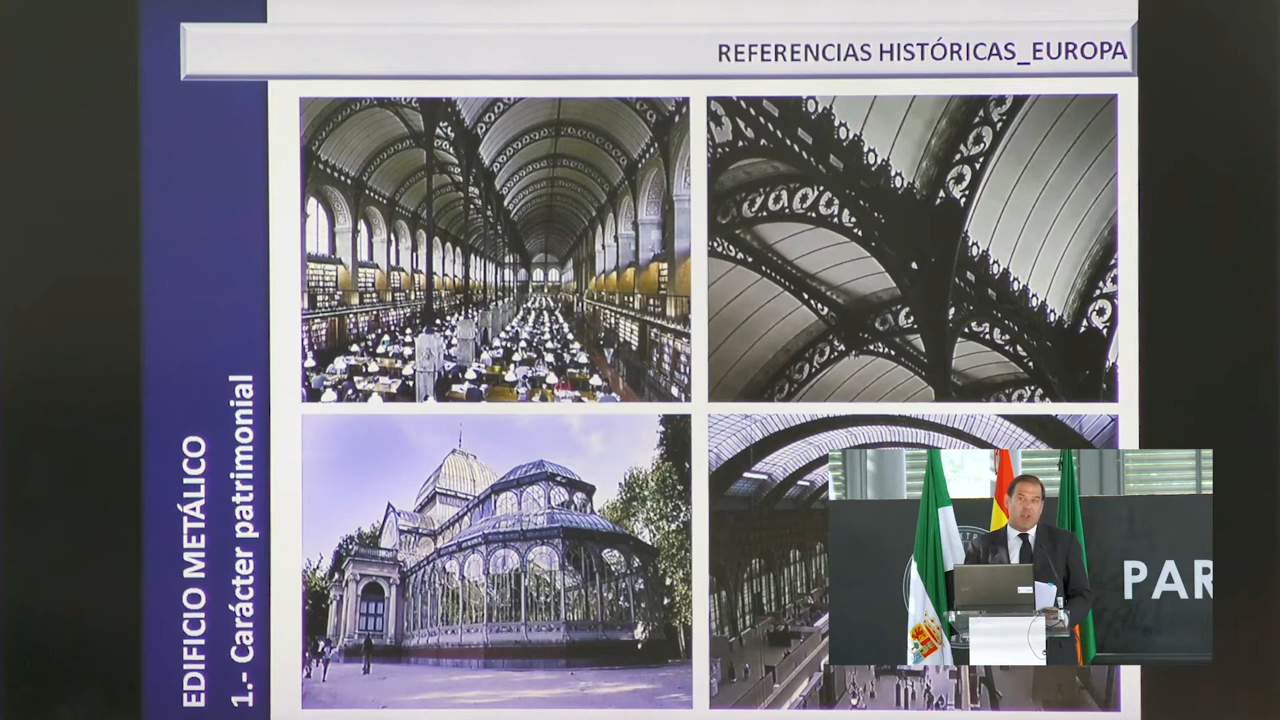 REFERENCIAS HISTÓRICAS_EUROPA
EDIFICIO METÁLICO
1.- Carácter patrimonial
PAR